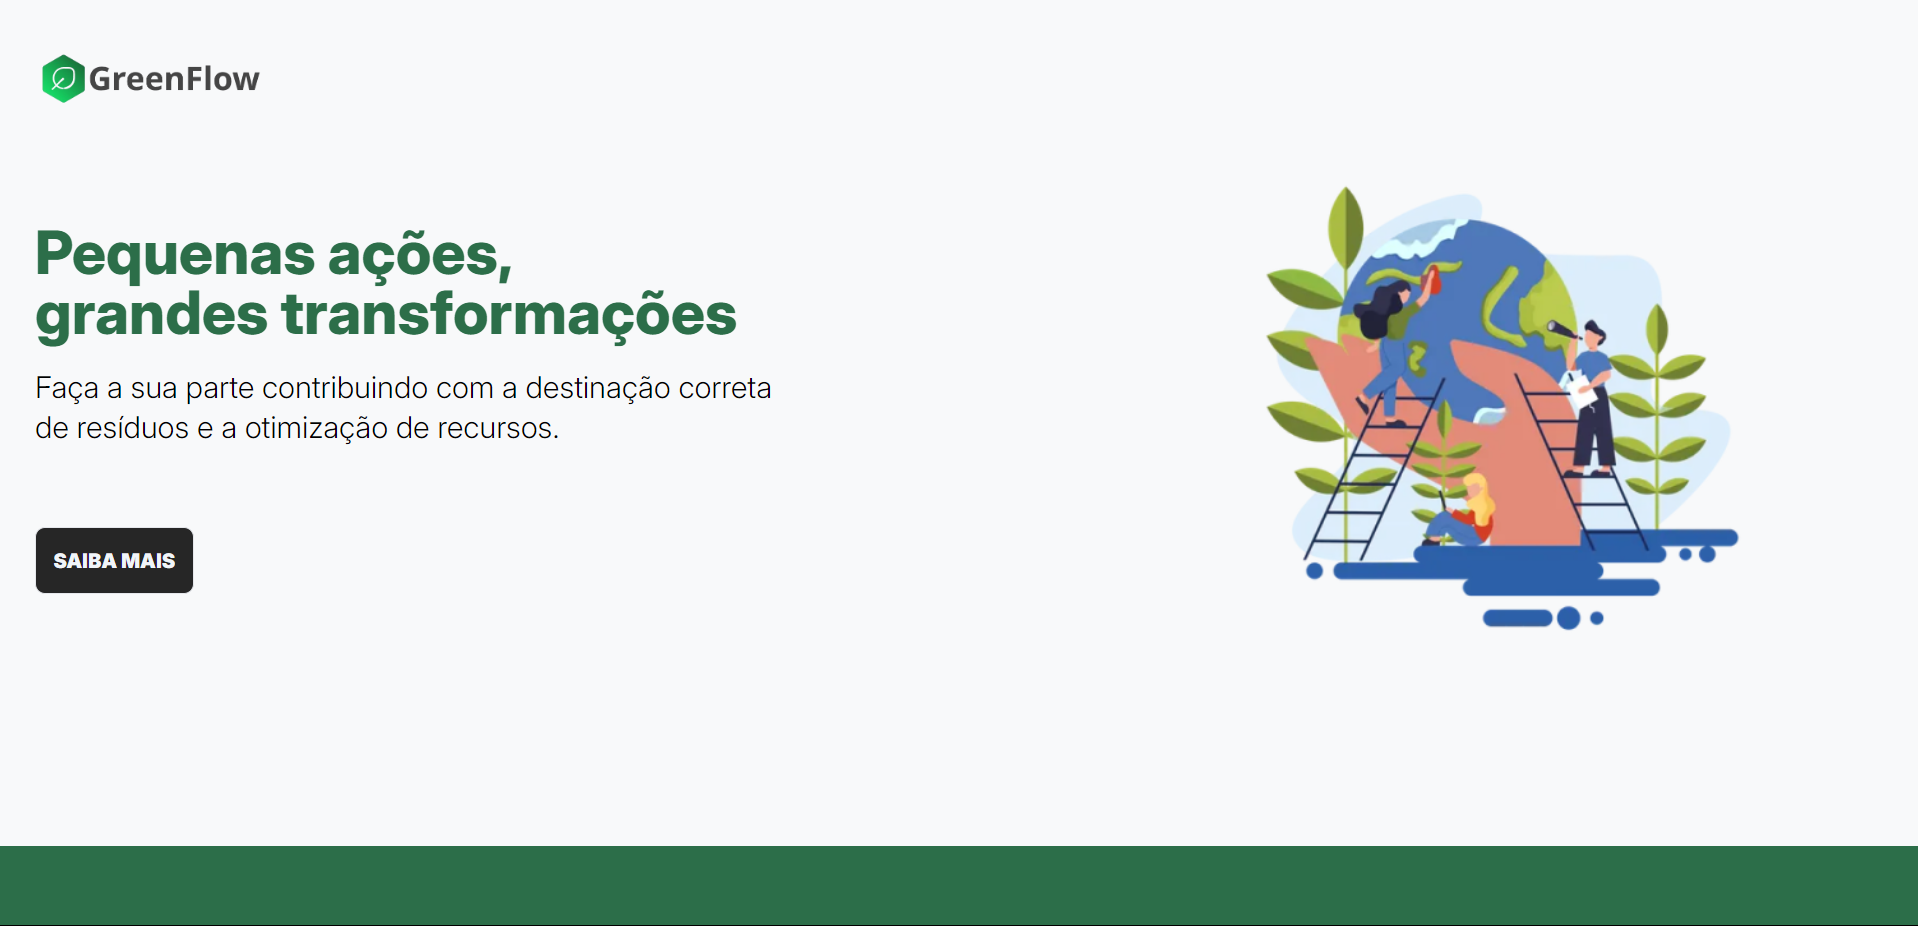 GreenFlow
Pequenas ações,
grandes transformações
Faça a sua parte contribuindo com a destinação correta
de resíduos e a otimização de recursos.
SAIBA MAIS